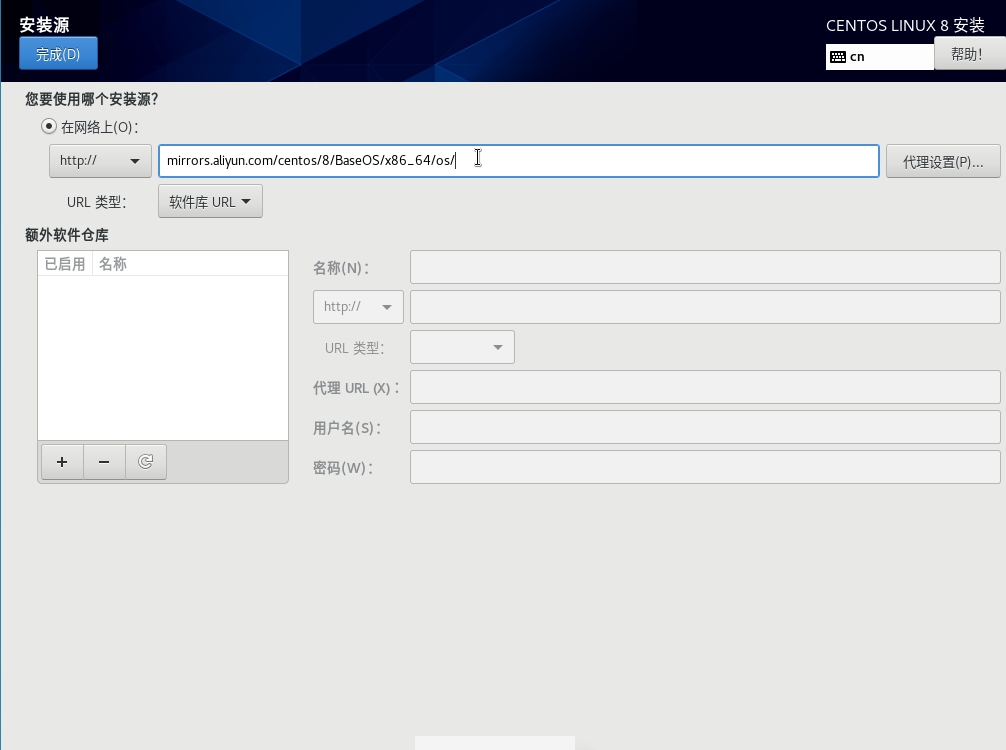 安装源
CENTOS LINUX 8 安装
完成(D)
cn
帮助！
您要使用哪个安装源？
在网络上(O)：
http://
mirrors.aliyun.com/centos/8/BaseOS/x86_64/os/
代理设置(P)...
URL 类型：
软件库 URL
额外软件仓库
已启用
名称
名称(N)：
http://
URL 类型：
代理 URL (X)：
用户名(S)：
密码(W)：